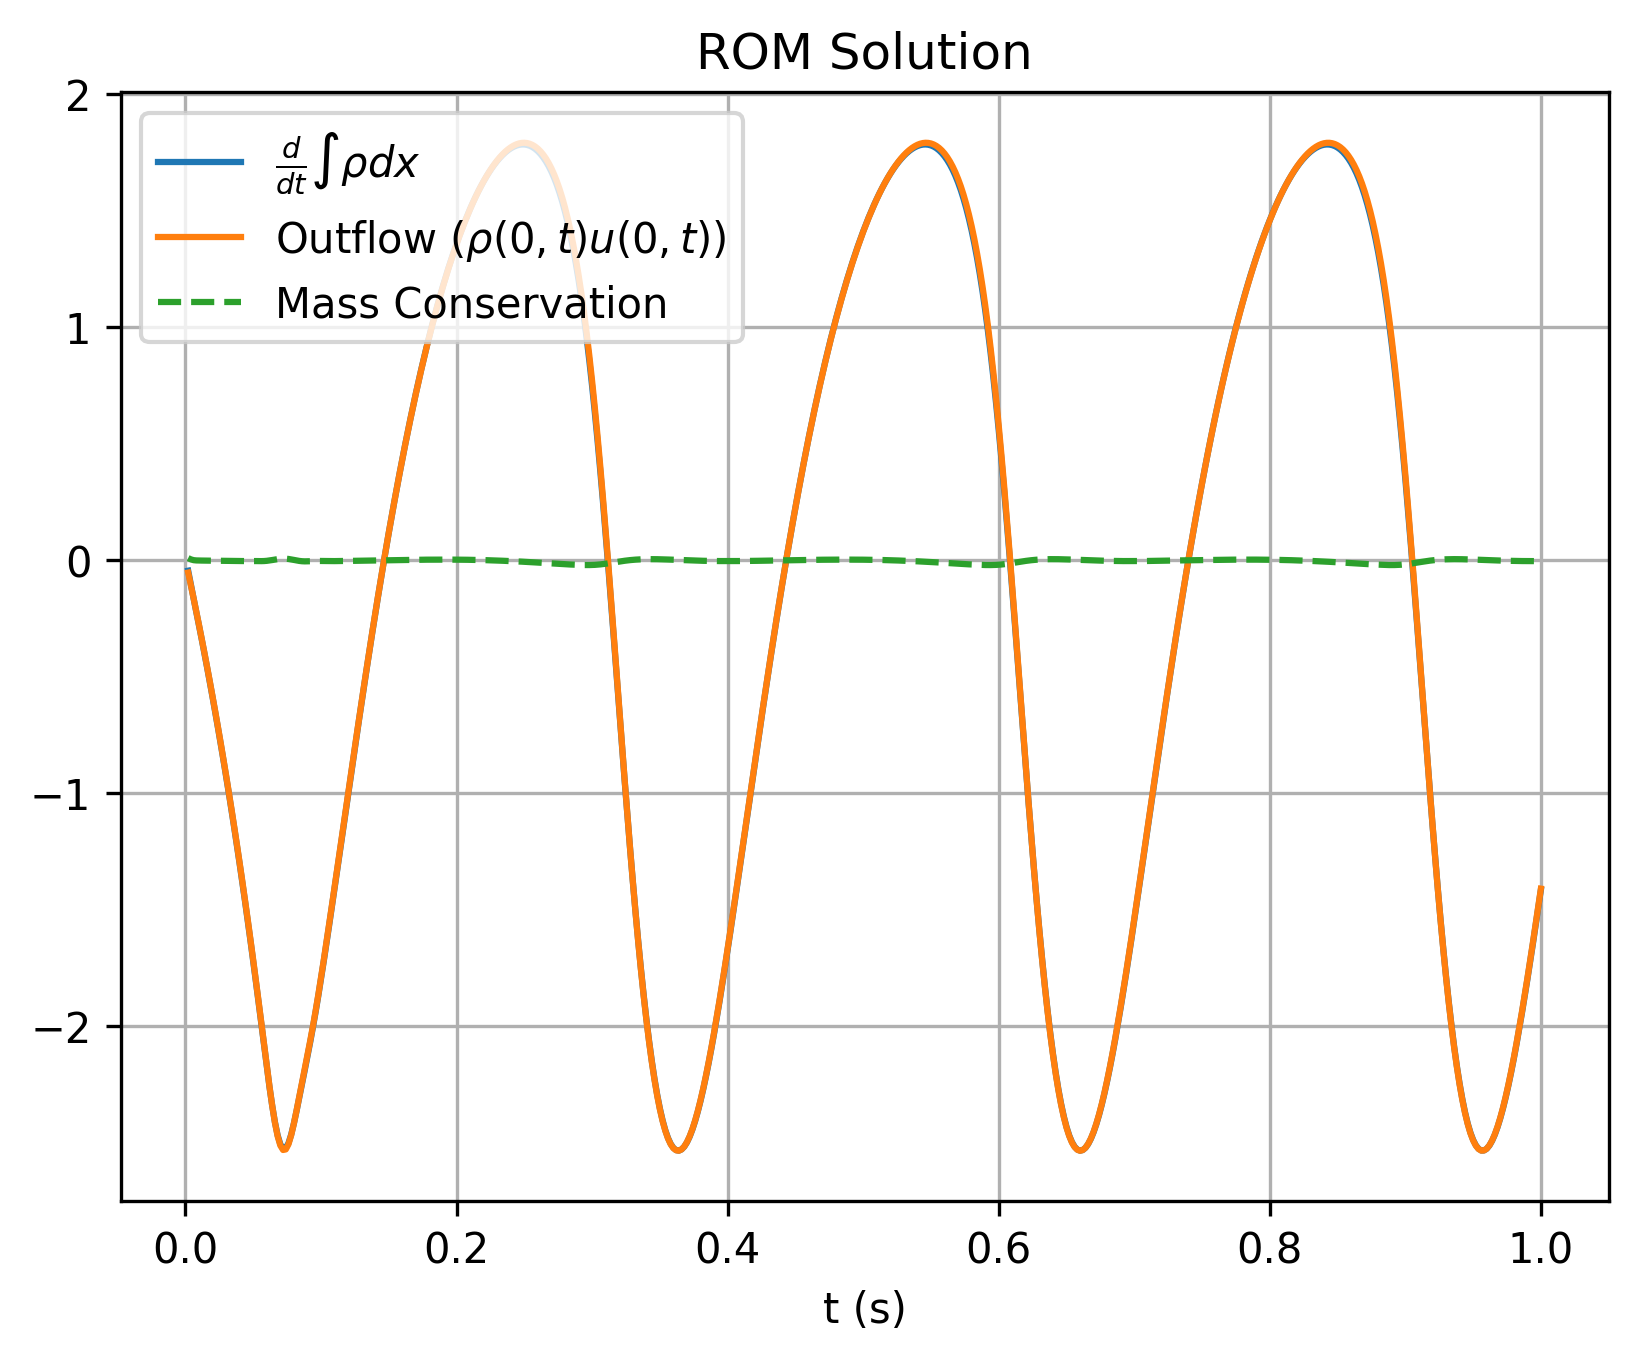 ROM Solution
d/dt ∫ρdx
Outflow (ρ(0, t)u(0, t))
Mass Conservation
2
1
0
−1
−2
0.0 0.2 0.4 0.6 0.8 1.0
t (s)